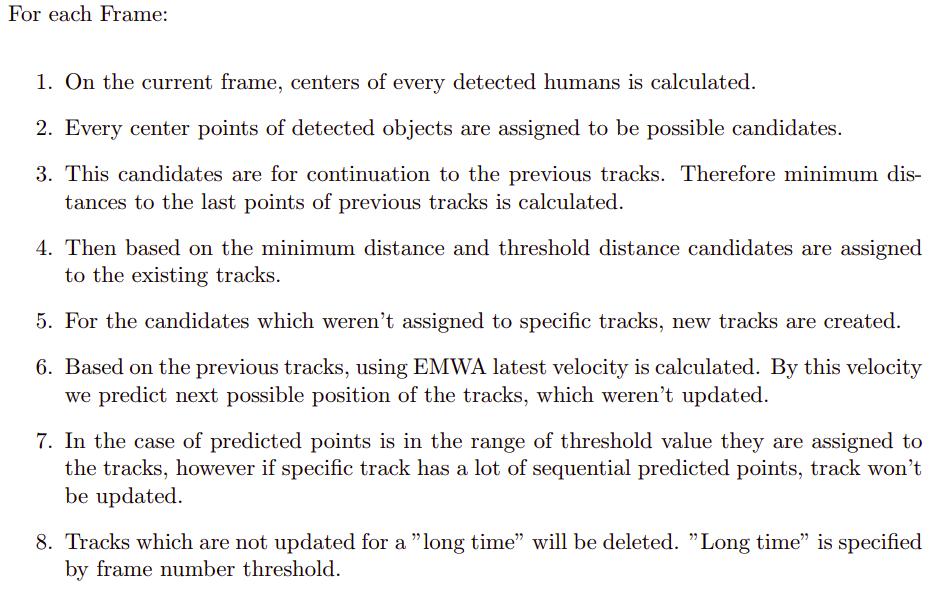 For each Frame:
1. On the current frame, centers of every detected humans is calculated.
2. Every center points of detected objects are assigned to be possible candidates.
3. This candidates are for continuation to the previous tracks. Therefore minimum dis-
tances to the last points of previous tracks is calculated.
4. Then based on the minimum distance and threshold distance candidates are assigned
to the existing tracks.
5. For the candidates which weren't assigned to specific tracks, new tracks are created.
6. Based on the previous tracks, using EMWA latest velocity is calculated. By this velocity
we predict next possible position of the tracks, which weren't updated.
7. In the case of predicted points is in the range of threshold value they are assigned to
the tracks, however if specific track has a lot of sequential predicted points, track won't
be updated.
8. Tracks which are not updated for a ”long time” will be deleted. ”Long time” is specified
by frame number threshold.